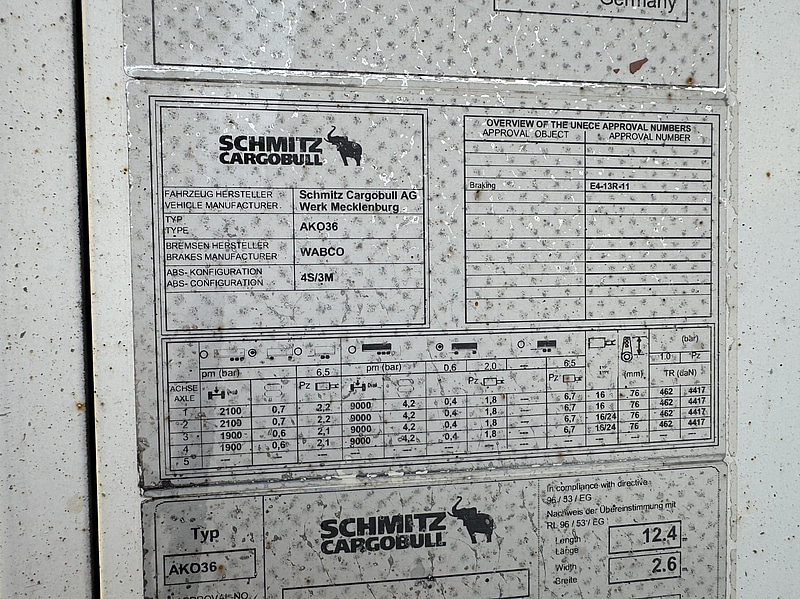 Germany
SCHMITZ
CARGOBULL
FAHRZEUG HERSTELLER
VEHICLE MANUFACTURER
Schmitz Cargobull AG
Werk Mecklenburg
TYP
TYPE
AKO36
BREMSEN HERSTELLER
BRAKES MANUFACTURER
WABCO
ABS- KONFIGURATION
ABS- CONFIGURATION
4S/3M
OVERVIEW OF THE UNECE APPROVAL NUMBERS
APPROVAL OBJECT APPROVAL NUMBER
Braking E4-13R-11
(bar)
1.0 Pz
pm (bar) 6,5 pm (bar) 0,6 2,0 — 6,5 (mm) TR (daN)
ACHSE
AXLE
Pz Pz Pz
1 2100 0,7 2,2 9000 4,2 0,4 1,8 — 6,7 16 76 462 4417
2 2100 0,7 2,2 9000 4,2 0,4 1,8 — 6,7 16 76 462 4417
3 1900 0,6 2,1 9000 4,2 0,4 1,8 — 6,7 16/24 76 462 4417
4 1900 0,6 2,1 9000 4,2 0,4 1,8 — 6,7 16/24 76 462 4417
5
Typ
AKO36
SCHMITZ
CARGOBULL
In compliance with directive
96 / 53 / EG
Nachweis der Übereinstimmung mit
RL 96 / 53 / EG
Length
Länge
12.4
Width
Breite
2.6
APPROVAL-NO.